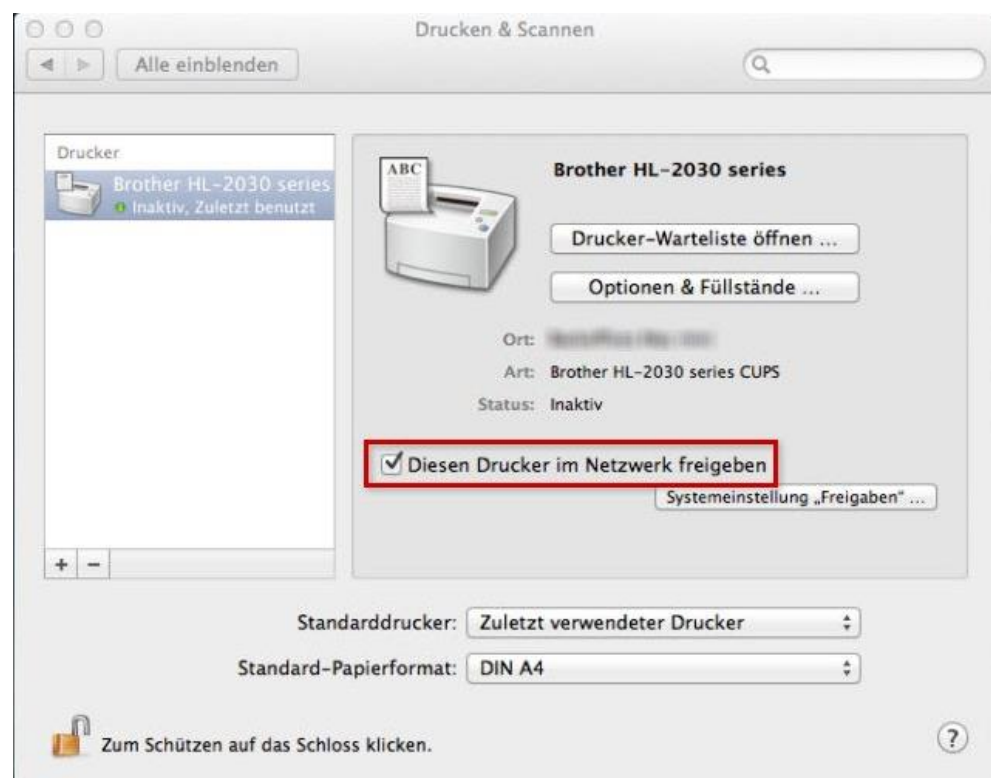 Drucken & Scannen
Alle einblenden
Drucker
Brother HL-2030 series
Inaktiv, Zuletzt benutzt
ABC
Brother HL-2030 series
Drucker-Warteliste öffnen ...
Optionen & Füllstände ...
Ort:
Art: Brother HL-2030 series CUPS
Status: Inaktiv
Diesen Drucker im Netzwerk freigeben
Systemeinstellung „Freigaben“ ...
+ −
Standarddrucker: Zuletzt verwendeter Drucker
Standard-Papierformat: DIN A4
Zum Schützen auf das Schloss klicken.
?